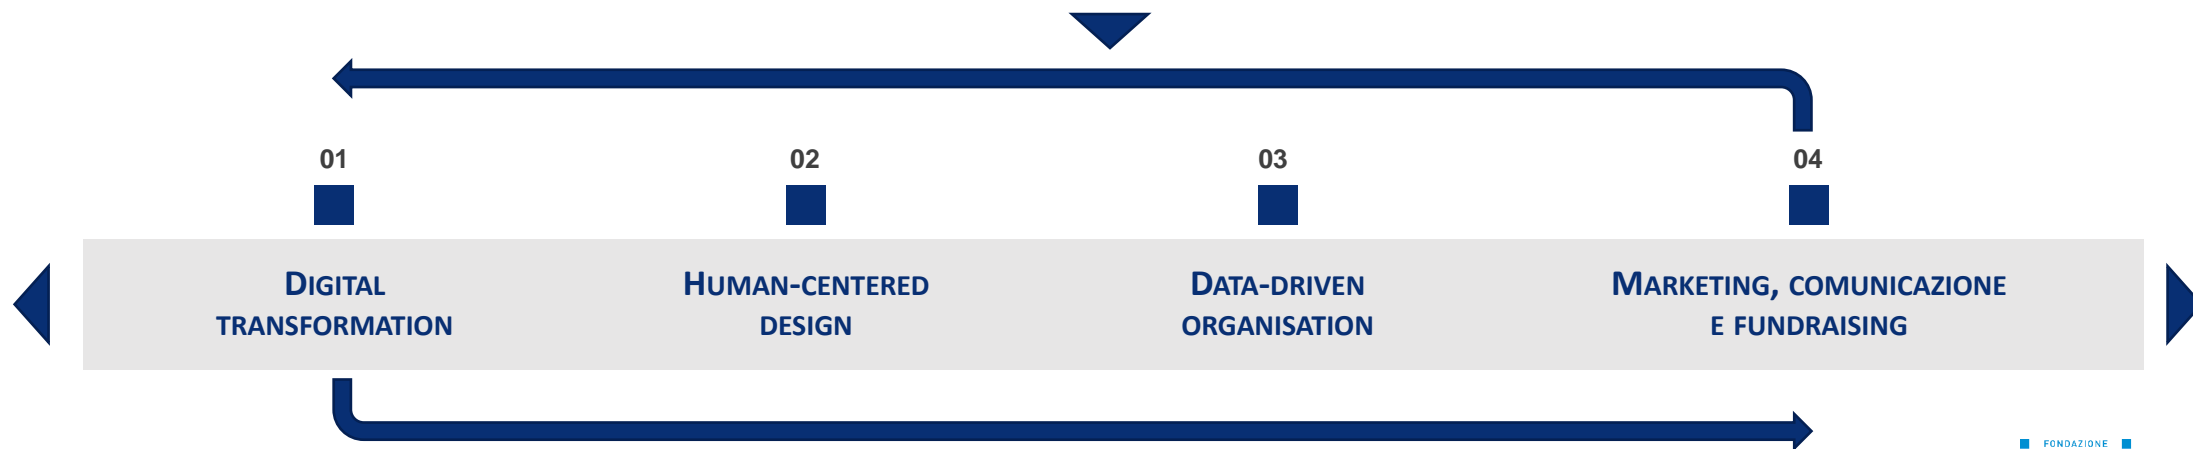 01
02
03
04
DIGITAL
TRANSFORMATION
HUMAN-CENTERED
DESIGN
DATA-DRIVEN
ORGANISATION
MARKETING, COMUNICAZIONE
E FUNDRAISING
FONDAZIONE